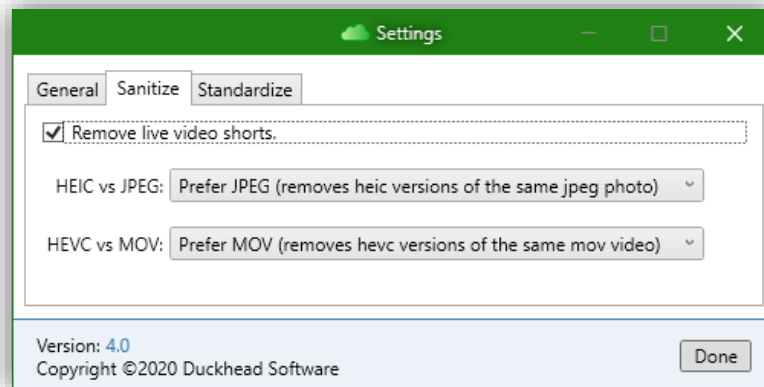 Settings
General Sanitize Standardize
Remove live video shorts.
HEIC vs JPEG: Prefer JPEG (removes heic versions of the same jpeg photo)
HEVC vs MOV: Prefer MOV (removes hevc versions of the same mov video)
Version: 4.0
Copyright ©2020 Duckhead Software
Done